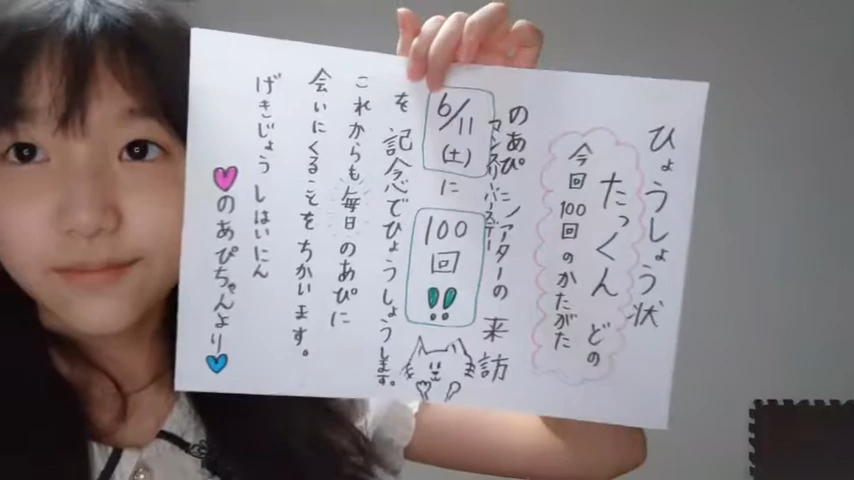 ひょうしょう状
たっくん どの
今回100回のかたがた
のあぴシアターの来訪
マンスリーバースデー
6/11(土)に100回!!
を記念でひょうしょうします。
これからも毎日のあぴに
会いにくることをちかいます。
げきじょうしはいにん
のあぴちゃんより